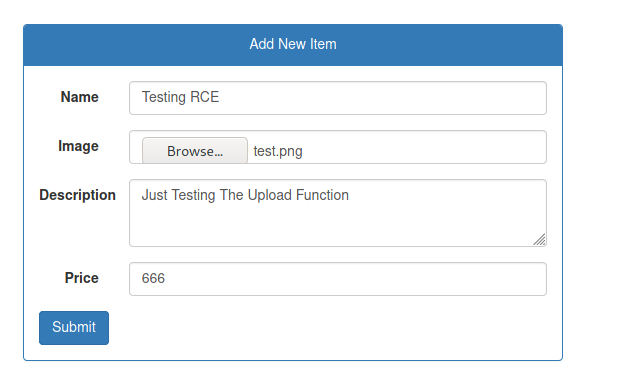 Add New Item
Name Testing RCE
Image Browse... test.png
Description Just Testing The Upload Function
Price 666
Submit